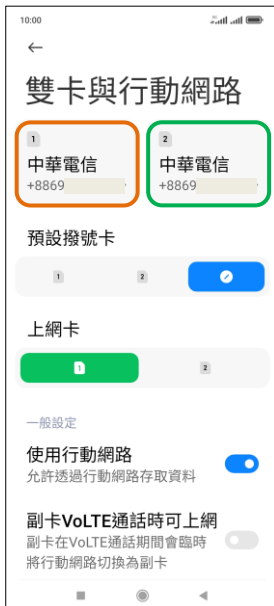 10:00
雙卡與行動網路
1
2
中華電信
中華電信
+8869
+8869
預設撥號卡
1
2
上網卡
1
2
一般設定
使用行動網路
允許透過行動網路存取資料
副卡VoLTE通話時可上網
副卡在VoLTE通話期間會臨時
將行動網路切換為副卡